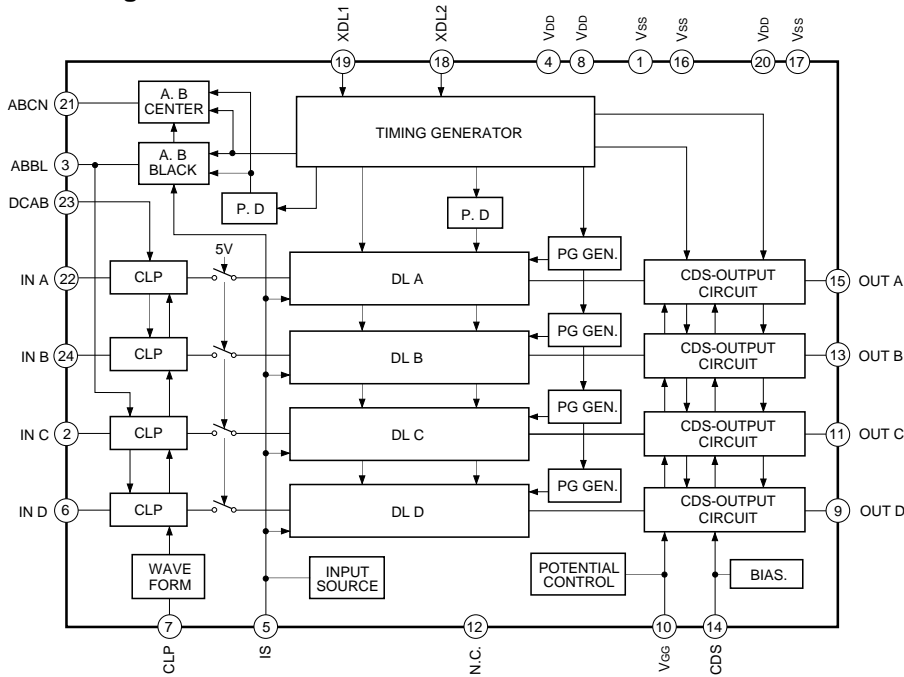 g
XDL1
XDL2
VDD
VDD
VSS
VSS
VDD
VSS
19
18
4
8
1
16
20
17
ABCN
21
A. B
CENTER
TIMING GENERATOR
ABBL
3
A. B
BLACK
DCAB
23
P. D
P. D
5V
PG GEN.
IN A
22
CLP
DL A
CDS-OUTPUT
CIRCUIT
15
OUT A
PG GEN.
IN B
24
CLP
DL B
CDS-OUTPUT
CIRCUIT
13
OUT B
PG GEN.
IN C
2
CLP
DL C
CDS-OUTPUT
CIRCUIT
11
OUT C
PG GEN.
IN D
6
CLP
DL D
CDS-OUTPUT
CIRCUIT
9
OUT D
WAVE
FORM
INPUT
SOURCE
POTENTIAL
CONTROL
BIAS.
7
5
12
10
14
CLP
IS
N.C.
VGG
CDS